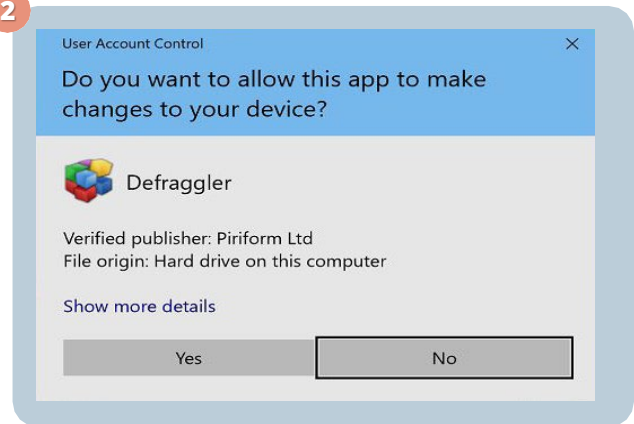 2
User Account Control
Do you want to allow this app to make
changes to your device?
Defraggler
Verified publisher: Piriform Ltd
File origin: Hard drive on this computer
Show more details
Yes
No